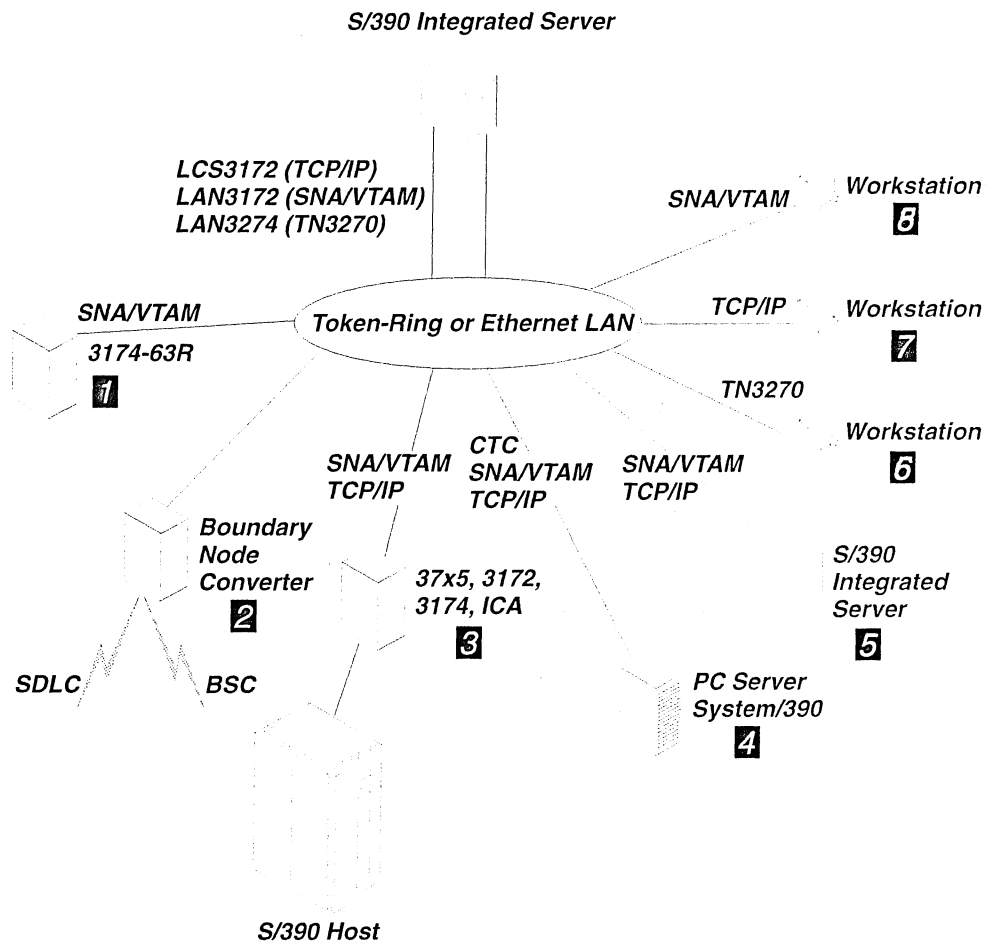 S/390 Integrated Server
LCS3172 (TCP/IP)
LAN3172 (SNA/VTAM)
LAN3274 (TN3270)
SNA/VTAM
Workstation
8
SNA/VTAM
3174-63R
1
Token-Ring or Ethernet LAN
TCP/IP
Workstation
7
TN3270
Workstation
6
SNA/VTAM
TCP/IP
CTC
SNA/VTAM
TCP/IP
SNA/VTAM
TCP/IP
Boundary
Node
Converter
2
SDLC
BSC
37x5, 3172,
3174, ICA
3
S/390
Integrated
Server
5
PC Server
System/390
4
S/390 Host